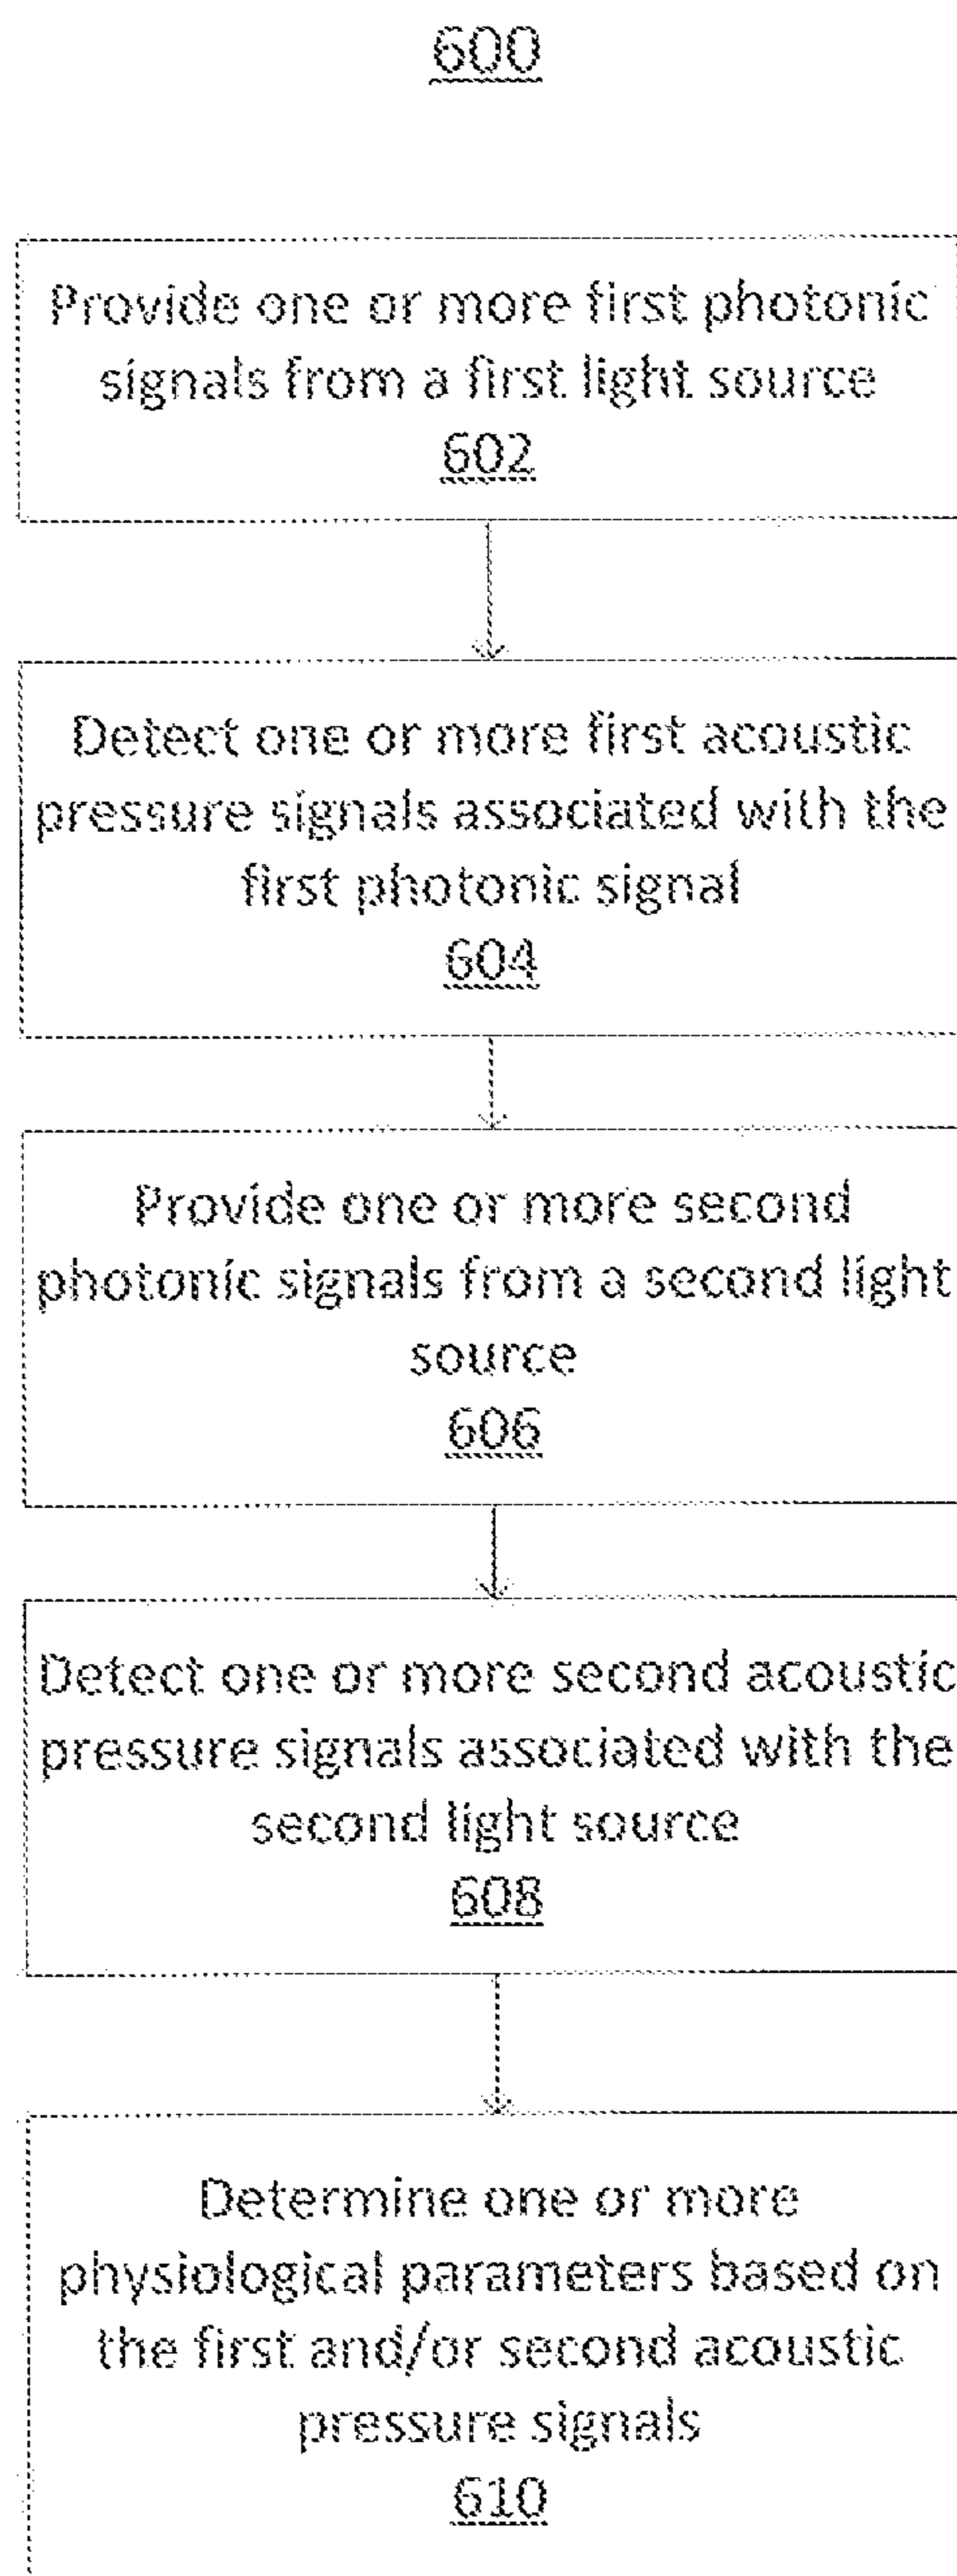 600
Provide one or more first photonic
signals from a first light source
602
Detect one or more first acoustic
pressure signals associated with the
first photonic signal
604
Provide one or more second
photonic signals from a second light
source
606
Detect one or more second acoustic
pressure signals associated with the
second light source
608
Determine one or more
physiological parameters based on
the first and/or second acoustic
pressure signals
610